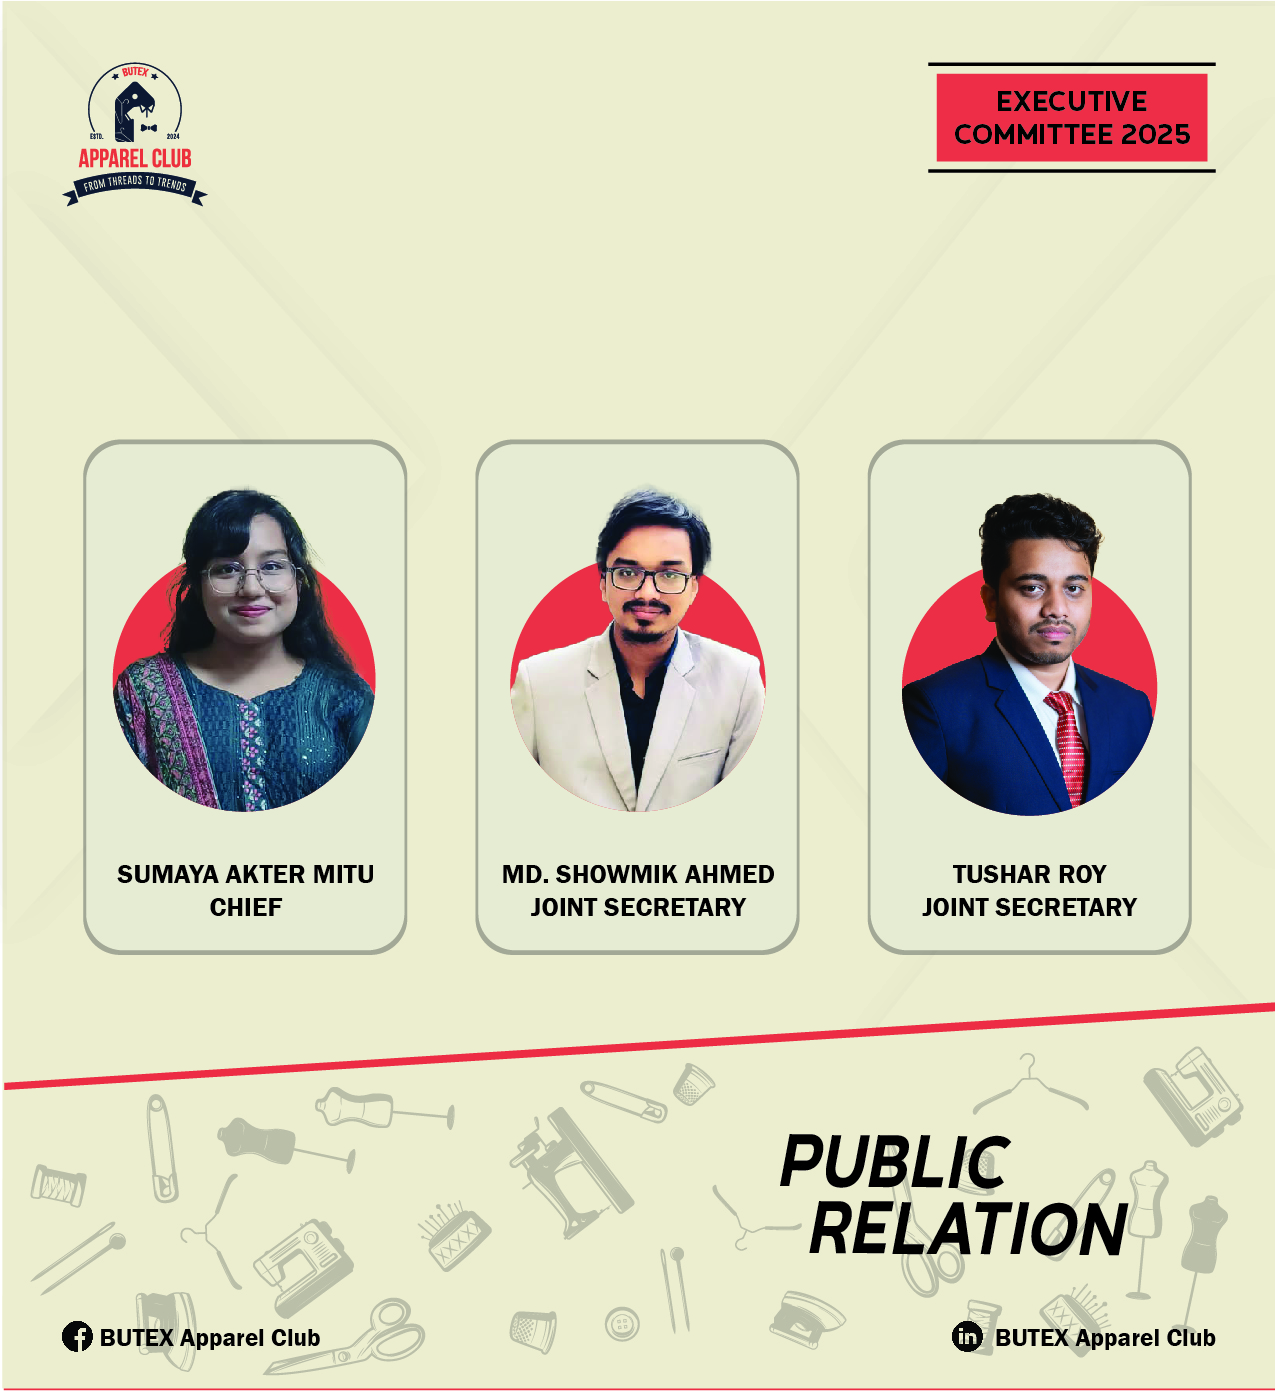 BUTEX
ESTD. 2024
APPAREL CLUB
FROM THREADS TO TRENDS
EXECUTIVE
COMMITTEE 2025
SUMAYA AKTER MITU
CHIEF
MD. SHOWMIK AHMED
JOINT SECRETARY
TUSHAR ROY
JOINT SECRETARY
PUBLIC
RELATION
BUTEX Apparel Club
in BUTEX Apparel Club